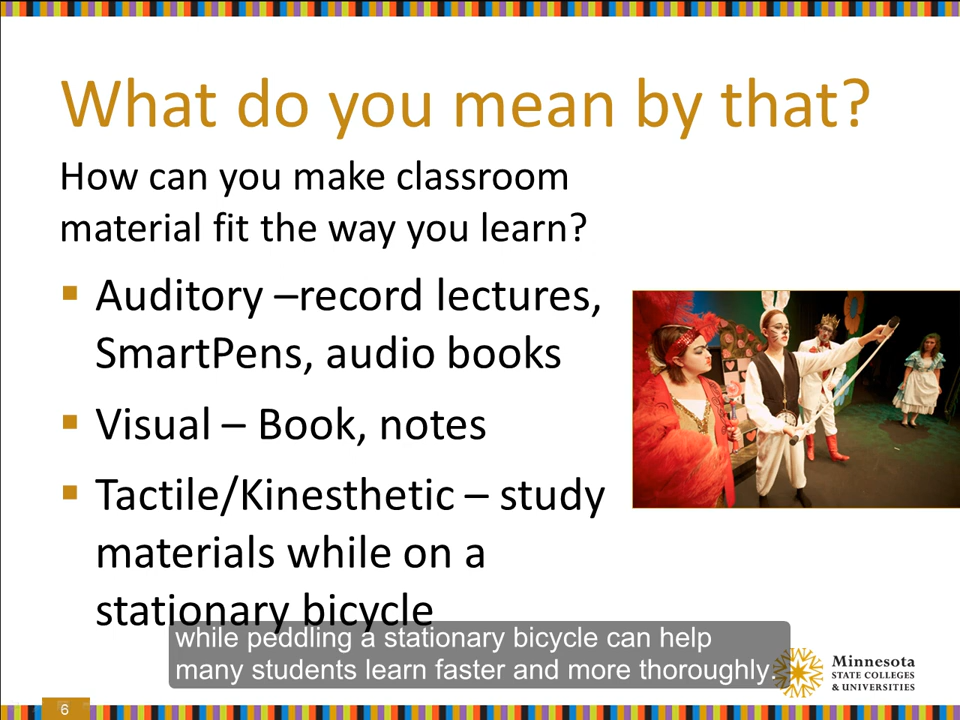 What do you mean by that?
How can you make classroom
material fit the way you learn?
▪ Auditory –record lectures,
SmartPens, audio books
▪ Visual – Book, notes
▪ Tactile/Kinesthetic – study
materials while on a
stationary bicycle
while peddling a stationary bicycle can help
many students learn faster and more thoroughly.
Minnesota
STATE COLLEGES
& UNIVERSITIES
6